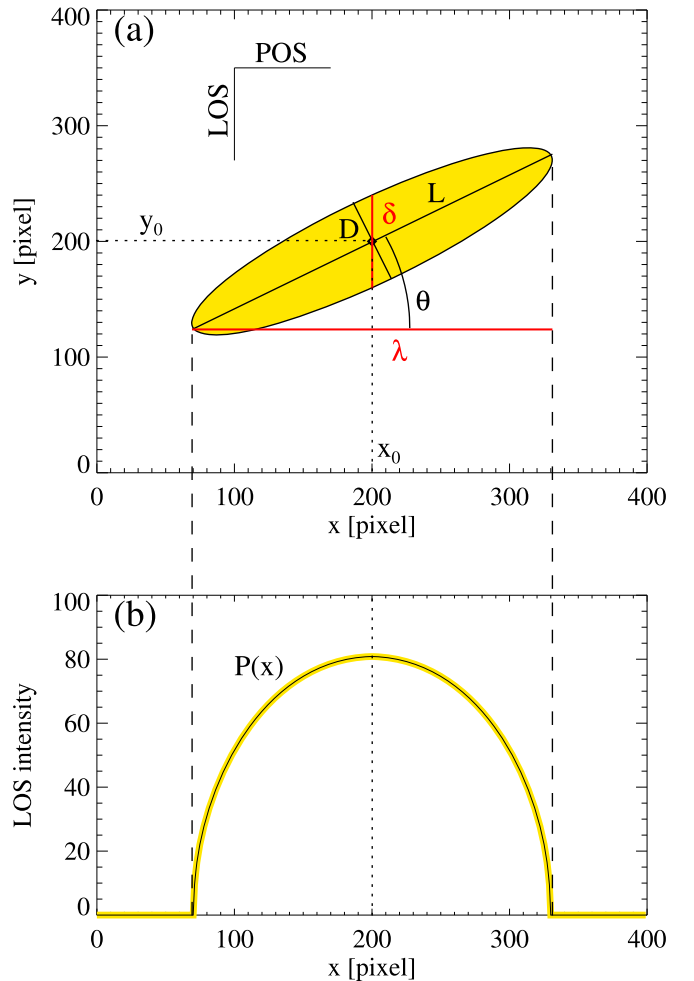 (a)
POS
LOS
L
δ
D
y₀
θ
λ
x₀
y [pixel]
400
300
200
100
0
0 100 200 300 400
x [pixel]
(b)
P(x)
LOS intensity
100
80
60
40
20
0
0 100 200 300 400
x [pixel]